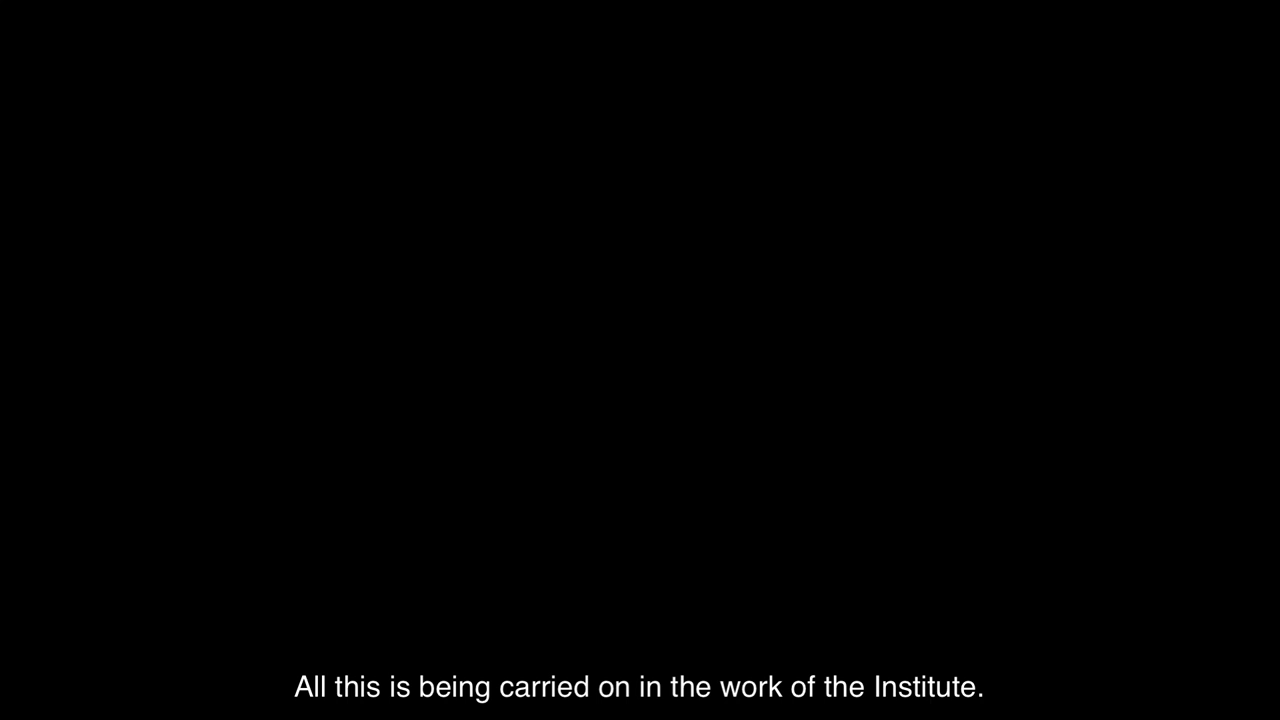 All this is being carried on in the work of the Institute.